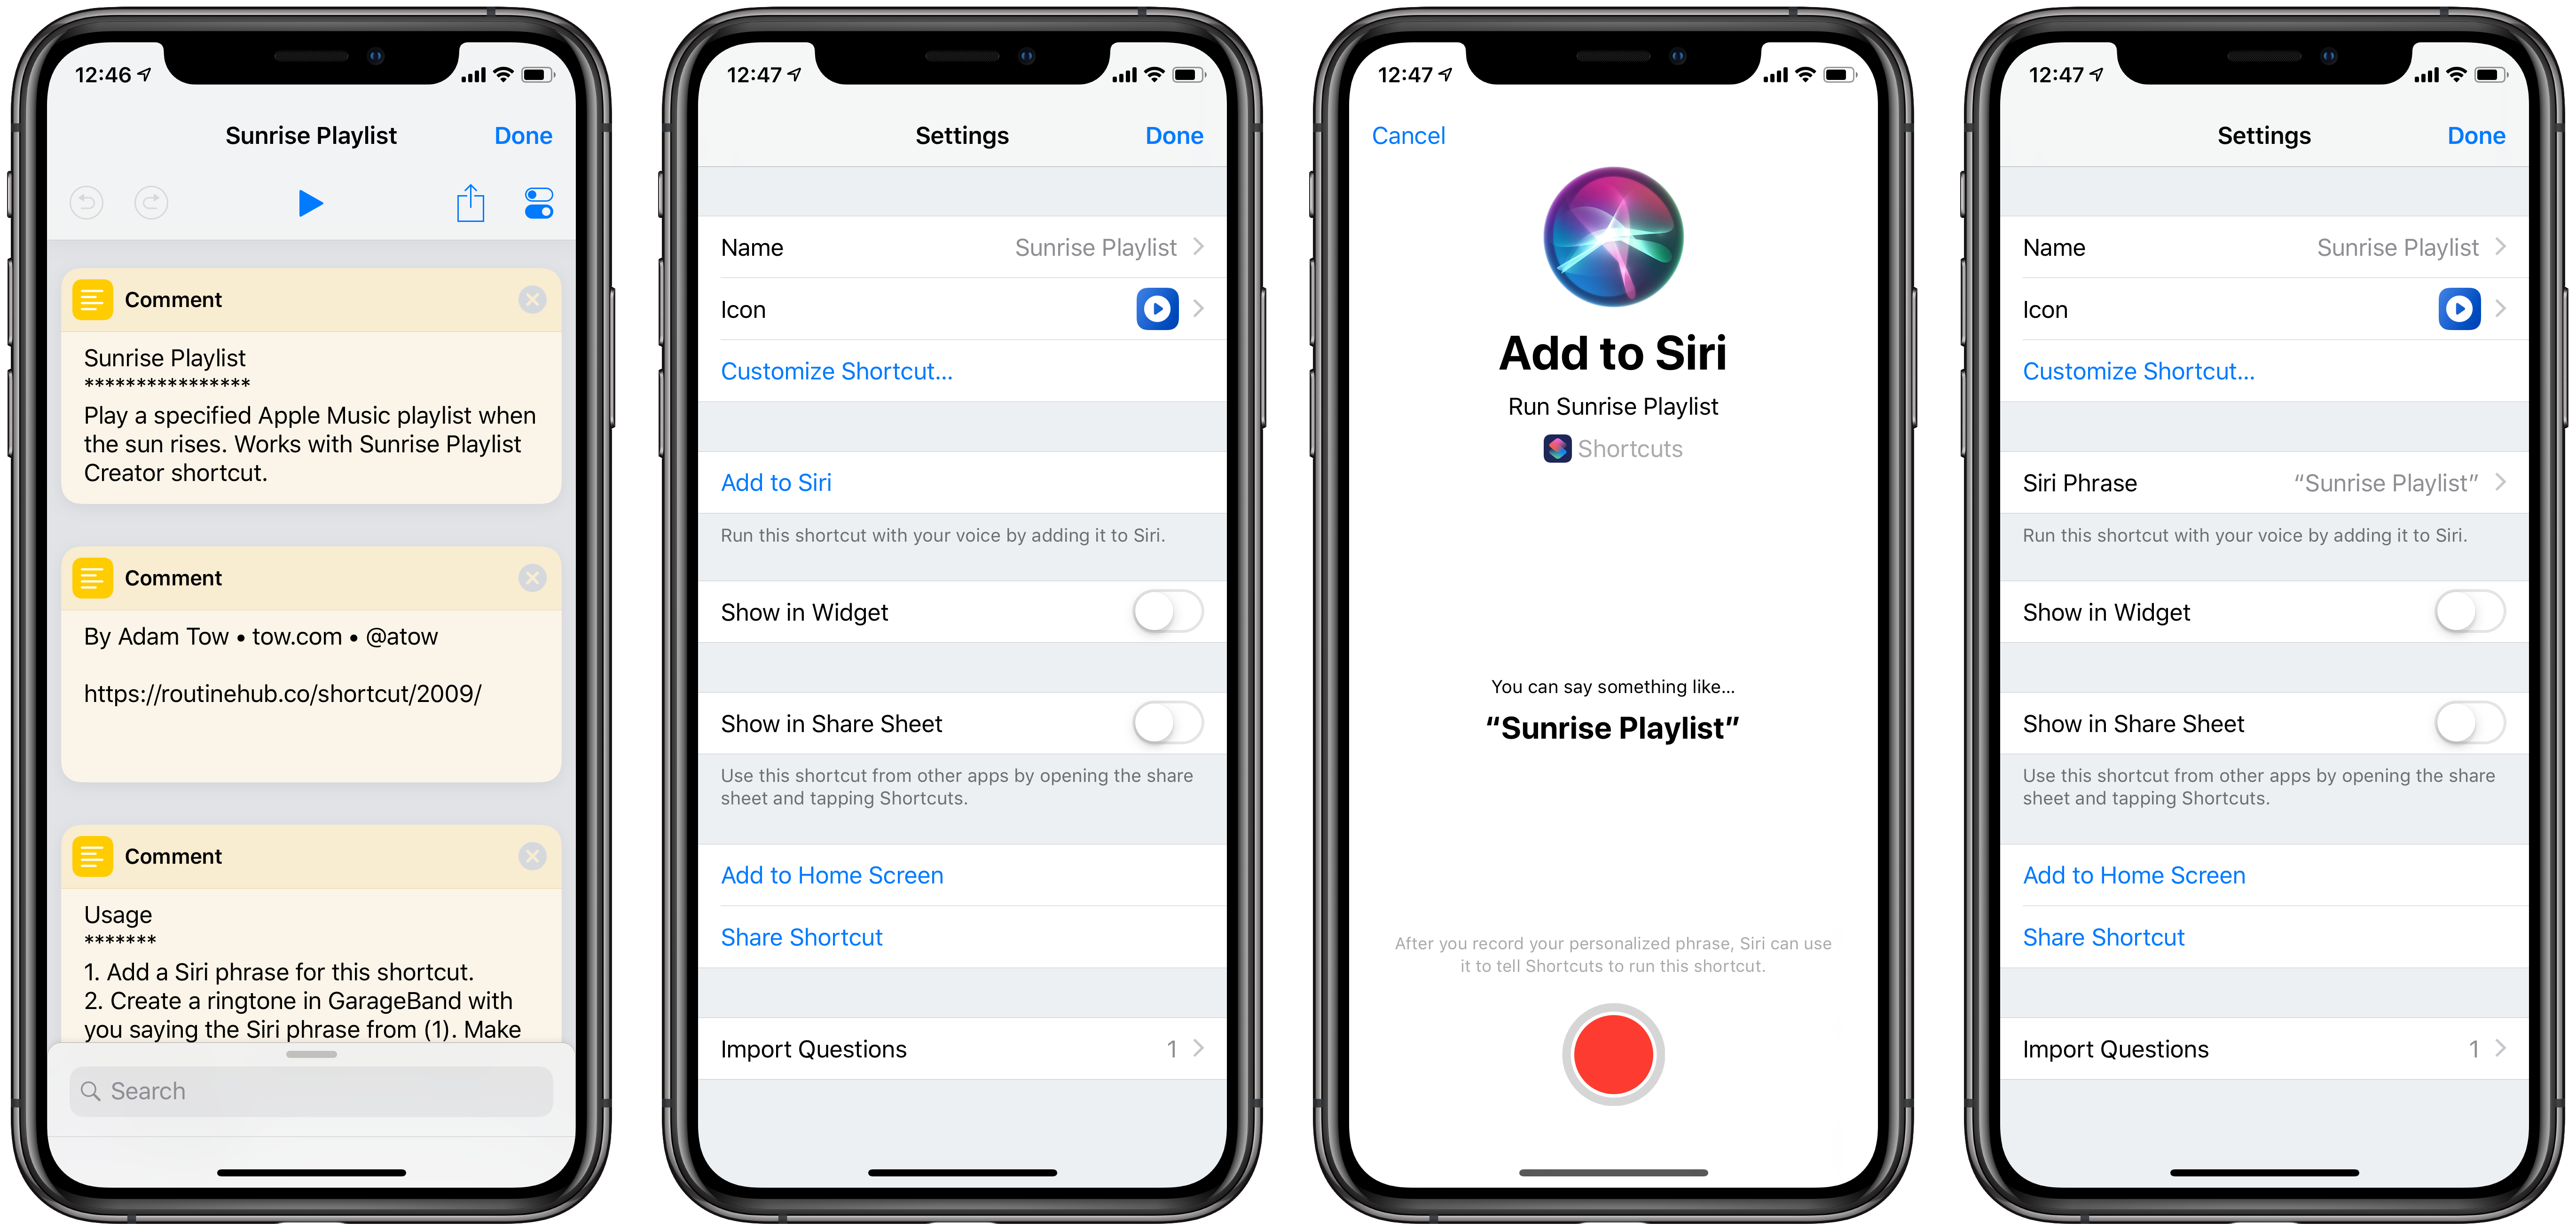 12:46
Sunrise Playlist
Done
Comment
Sunrise Playlist
****************
Play a specified Apple Music playlist when
the sun rises. Works with Sunrise Playlist
Creator shortcut.
Comment
By Adam Tow • tow.com • @atow
https://routinehub.co/shortcut/2009/
Comment
Usage
*******
1. Add a Siri phrase for this shortcut.
2. Create a ringtone in GarageBand with
you saying the Siri phrase from (1). Make
Search
12:47
Settings
Done
Name
Sunrise Playlist
Icon
Customize Shortcut...
Add to Siri
Run this shortcut with your voice by adding it to Siri.
Show in Widget
Show in Share Sheet
Use this shortcut from other apps by opening the share
sheet and tapping Shortcuts.
Add to Home Screen
Share Shortcut
Import Questions
1
12:47
Cancel
Add to Siri
Run Sunrise Playlist
Shortcuts
You can say something like...
“Sunrise Playlist”
After you record your personalized phrase, Siri can use
it to tell Shortcuts to run this shortcut.
12:47
Settings
Done
Name
Sunrise Playlist
Icon
Customize Shortcut...
Siri Phrase
“Sunrise Playlist”
Run this shortcut with your voice by adding it to Siri.
Show in Widget
Show in Share Sheet
Use this shortcut from other apps by opening the share
sheet and tapping Shortcuts.
Add to Home Screen
Share Shortcut
Import Questions
1